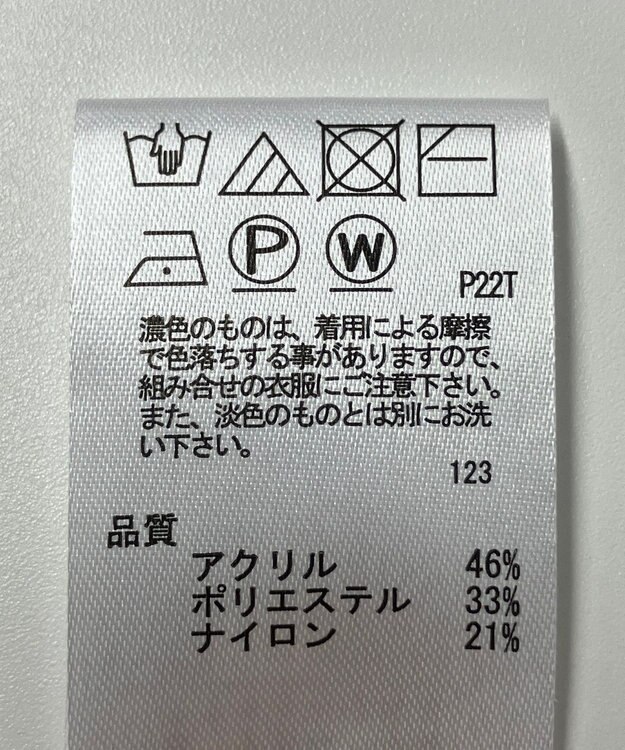 P
W
P22T
濃色のものは、着用による摩擦
で色落ちする事がありますので、
組み合せの衣服にご注意下さい。
また、淡色のものとは別にお洗
い下さい。
123
品質
アクリル 46%
ポリエステル 33%
ナイロン 21%